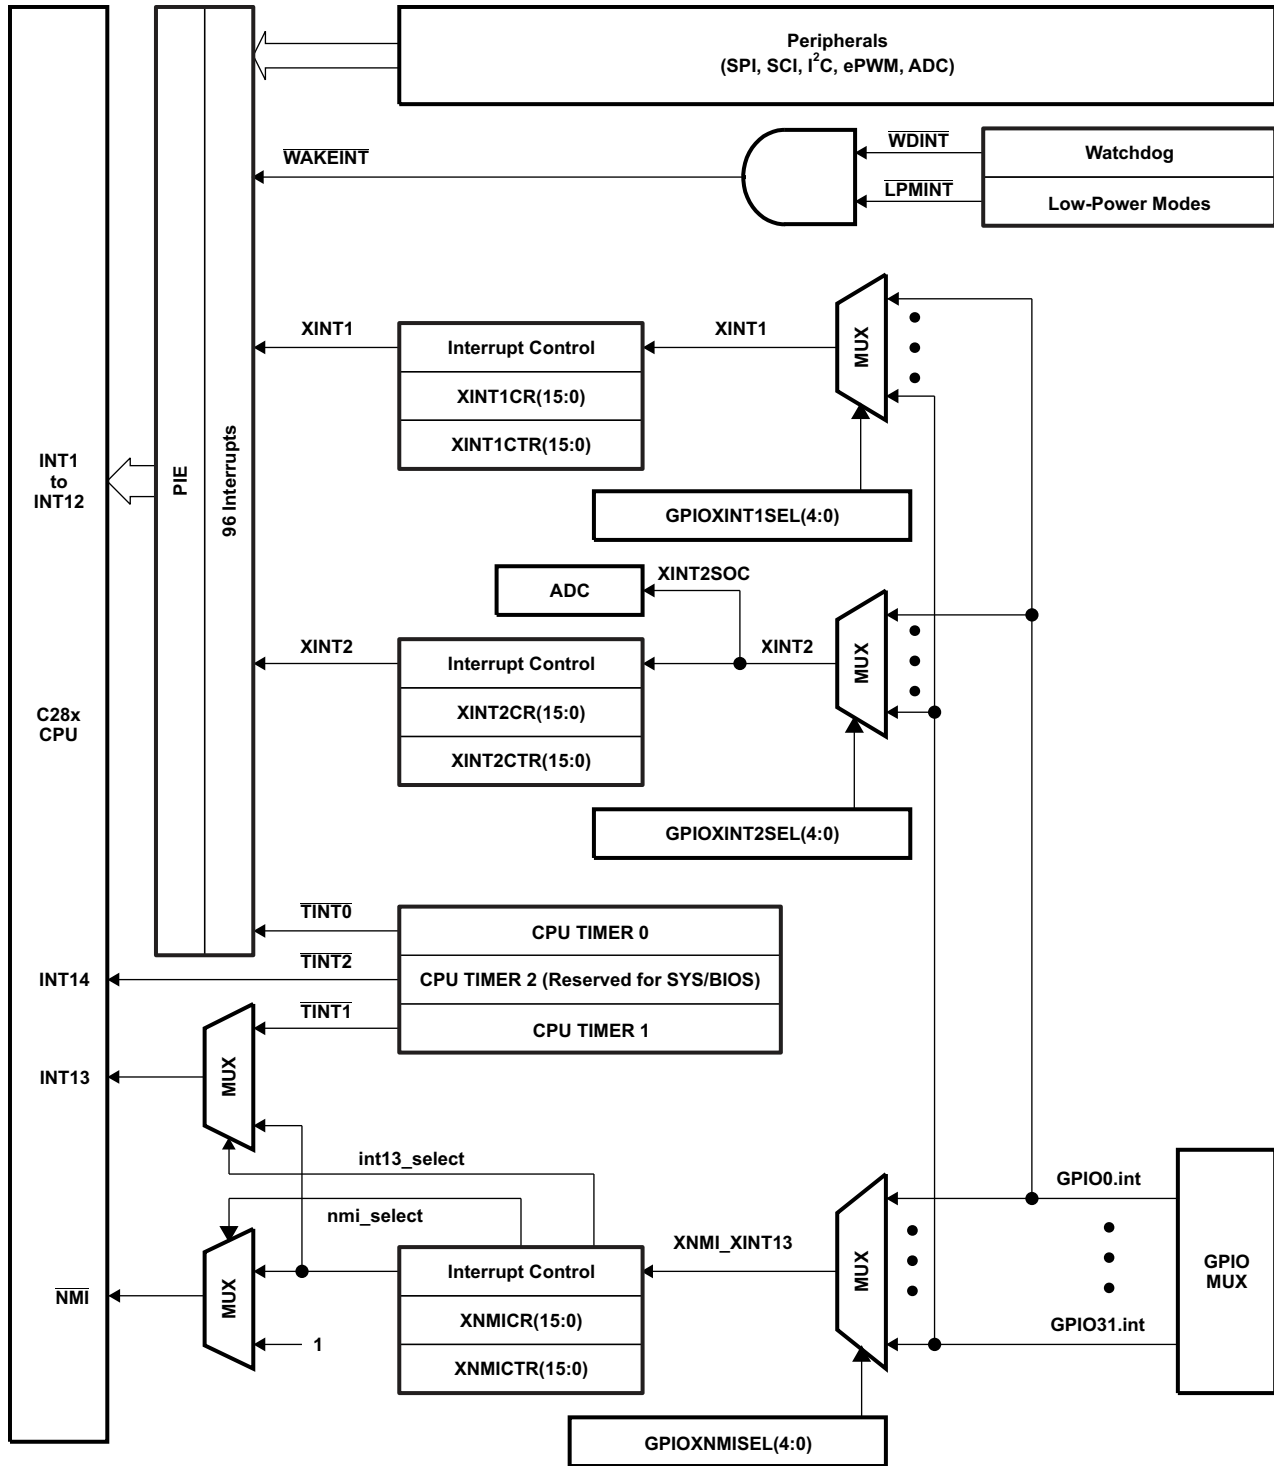 Peripherals
(SPI, SCI, I²C, ePWM, ADC)
WAKEINT
WDINT
Watchdog
LPMINT
Low-Power Modes
XINT1
Interrupt Control
XINT1CR(15:0)
XINT1CTR(15:0)
XINT1
MUX
GPIOXINT1SEL(4:0)
INT1
to
INT12
PIE
96 Interrupts
ADC
XINT2SOC
XINT2
Interrupt Control
XINT2CR(15:0)
XINT2CTR(15:0)
XINT2
MUX
GPIOXINT2SEL(4:0)
C28x
CPU
TINT0
CPU TIMER 0
INT14
TINT2
CPU TIMER 2 (Reserved for SYS/BIOS)
TINT1
CPU TIMER 1
INT13
MUX
int13_select
nmi_select
NMI
MUX
1
Interrupt Control
XNMICR(15:0)
XNMICTR(15:0)
XNMI_XINT13
MUX
GPIO0.int
GPIO31.int
GPIO
MUX
GPIOXNMISEL(4:0)